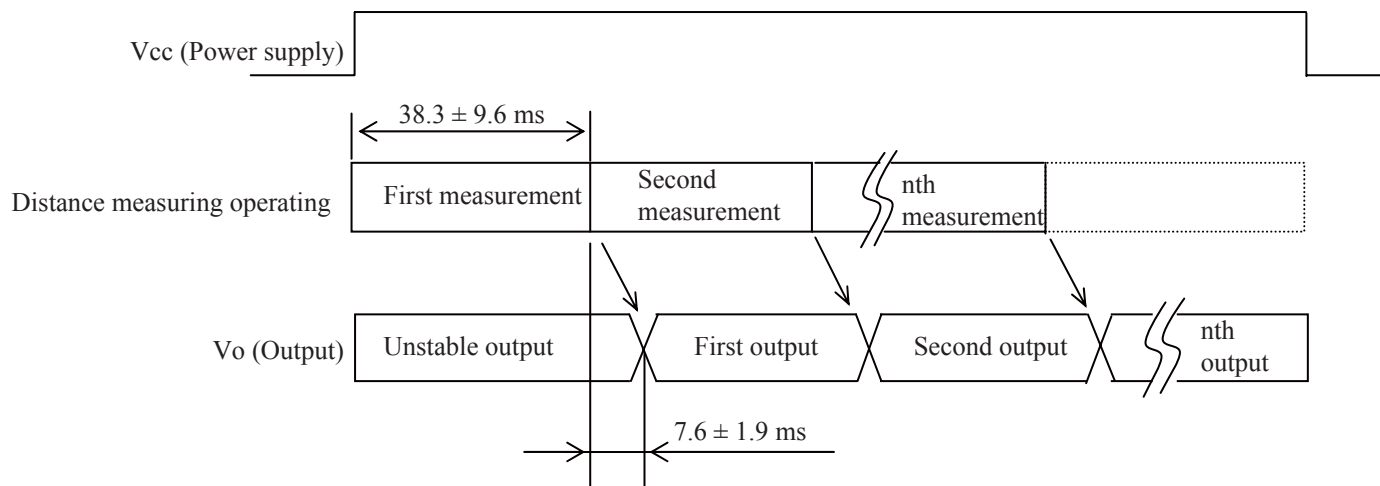 Vcc (Power supply)
38.3 ± 9.6 ms
Distance measuring operating
First measurement
Second
measurement
nth
measurement
Vo (Output)
Unstable output
First output
Second output
nth
output
7.6 ± 1.9 ms